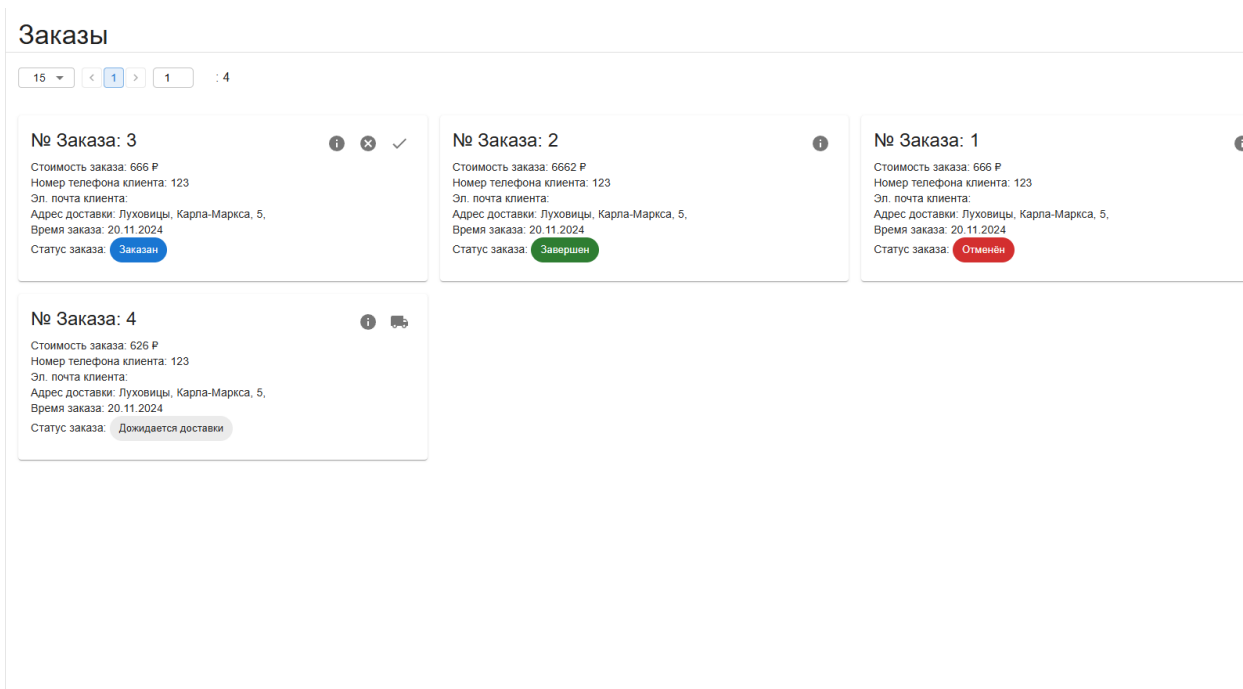 Заказы
15 1 1 : 4
№ Заказа: 3
Стоимость заказа: 666 ₽
Номер телефона клиента: 123
Эл. почта клиента:
Адрес доставки: Луховицы, Карла-Маркса, 5,
Время заказа: 20.11.2024
Статус заказа: Заказан
№ Заказа: 2
Стоимость заказа: 6662 ₽
Номер телефона клиента: 123
Эл. почта клиента:
Адрес доставки: Луховицы, Карла-Маркса, 5,
Время заказа: 20.11.2024
Статус заказа: Завершен
№ Заказа: 1
Стоимость заказа: 666 ₽
Номер телефона клиента: 123
Эл. почта клиента:
Адрес доставки: Луховицы, Карла-Маркса, 5,
Время заказа: 20.11.2024
Статус заказа: Отменён
№ Заказа: 4
Стоимость заказа: 626 ₽
Номер телефона клиента: 123
Эл. почта клиента:
Адрес доставки: Луховицы, Карла-Маркса, 5,
Время заказа: 20.11.2024
Статус заказа: Дожидается доставки